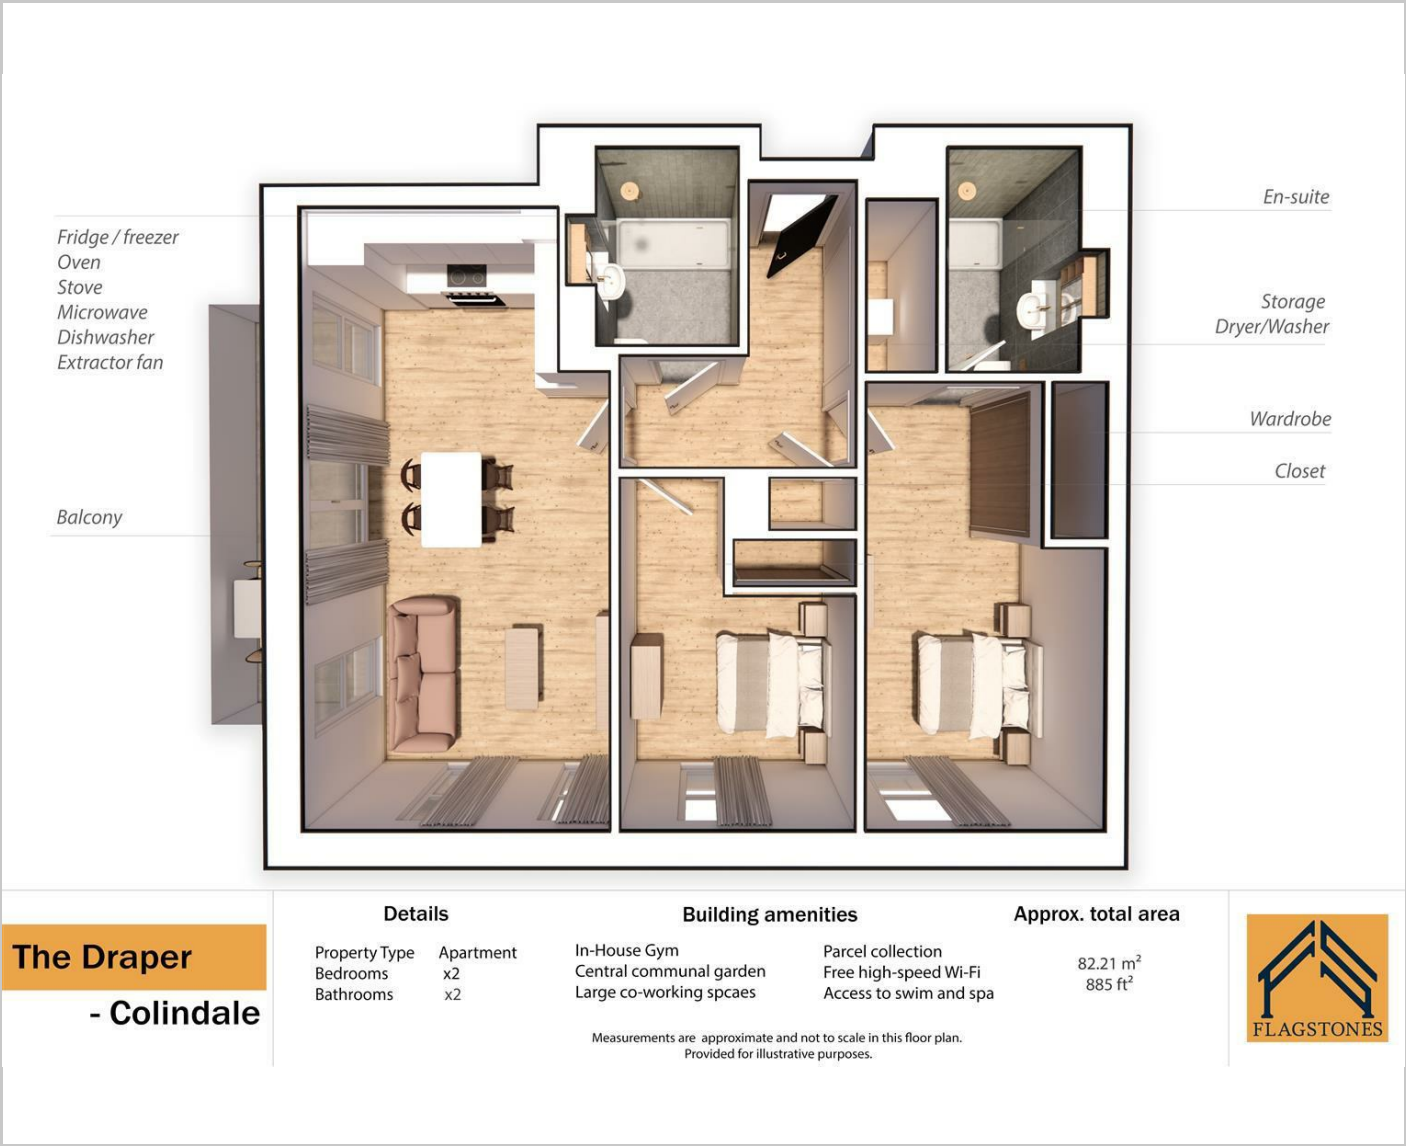 En-suite
Fridge / freezer
Oven
Stove
Microwave
Dishwasher
Extractor fan
Storage
Dryer/Washer
Wardrobe
Closet
Balcony
The Draper
- Colindale
Details
Property Type Apartment
Bedrooms x2
Bathrooms x2
Building amenities
In-House Gym
Central communal garden
Large co-working spcaes
Parcel collection
Free high-speed Wi-Fi
Access to swim and spa
Measurements are approximate and not to scale in this floor plan.
Provided for illustrative purposes.
Approx. total area
82.21 m²
885 ft²
FLAGSTONES